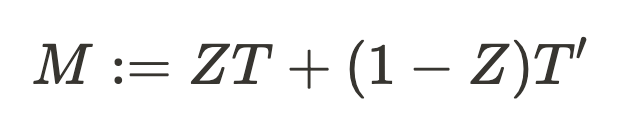 M := ZT + (1 − Z)T′